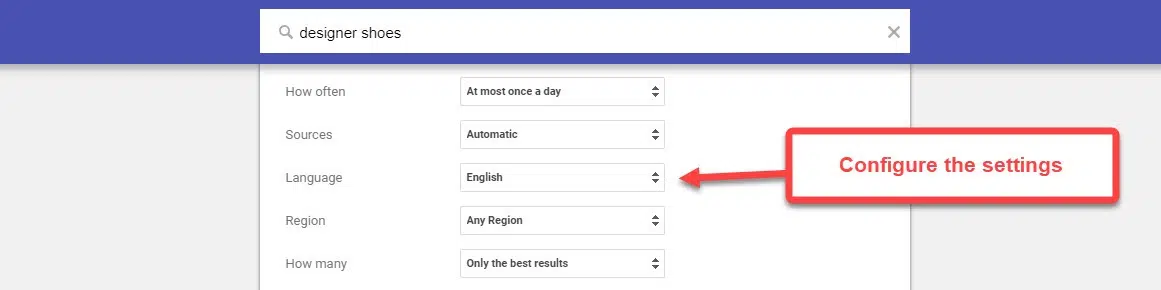 designer shoes
How often
At most once a day
Sources
Automatic
Language
English
Configure the settings
Region
Any Region
How many
Only the best results